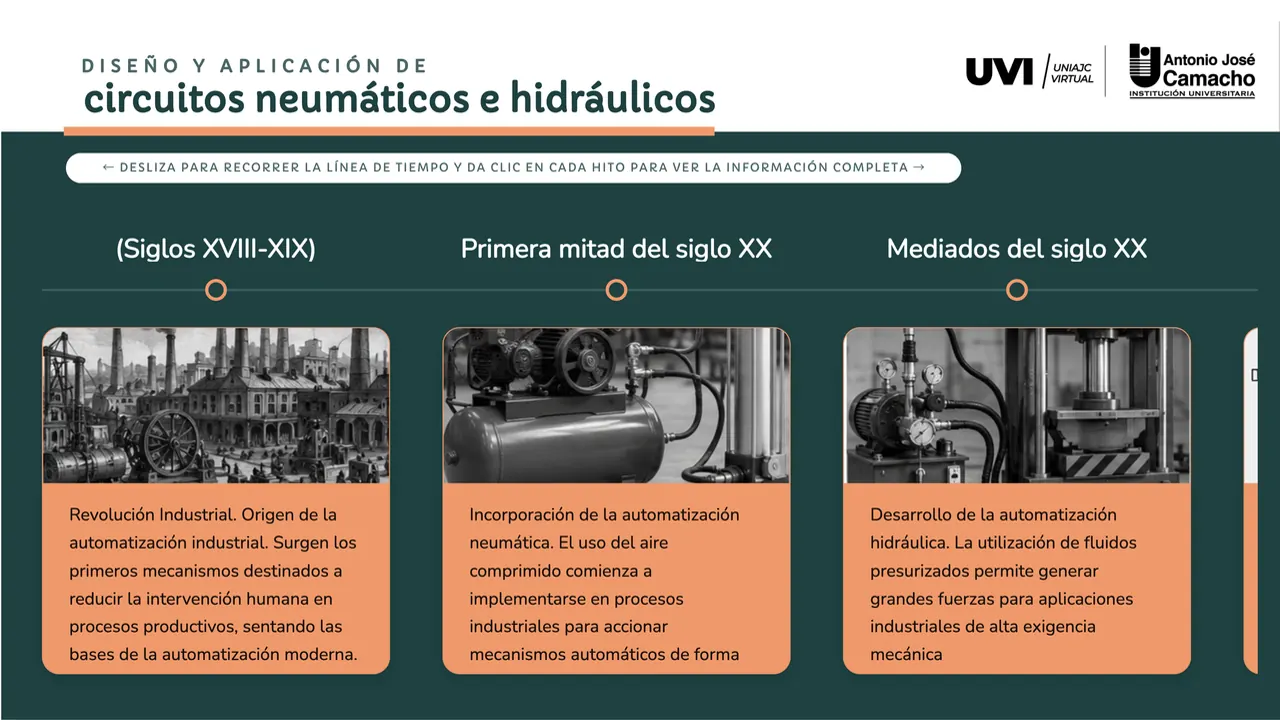 DISEÑO Y APLICACIÓN DE
circuitos neumáticos e hidráulicos
UVI
UNIAJC
VIRTUAL
Antonio José
Camacho
INSTITUCIÓN UNIVERSITARIA
← DESLIZA PARA RECORRER LA LÍNEA DE TIEMPO Y DA CLIC EN CADA HITO PARA VER LA INFORMACIÓN COMPLETA →
(Siglos XVIII-XIX)
Primera mitad del siglo XX
Mediados del siglo XX
Revolución Industrial. Origen de la
automatización industrial. Surgen los
primeros mecanismos destinados a
reducir la intervención humana en
procesos productivos, sentando las
bases de la automatización moderna.
Incorporación de la automatización
neumática. El uso del aire
comprimido comienza a
implementarse en procesos
industriales para accionar
mecanismos automáticos de forma
Desarrollo de la automatización
hidráulica. La utilización de fluidos
presurizados permite generar
grandes fuerzas para aplicaciones
industriales de alta exigencia
mecánica